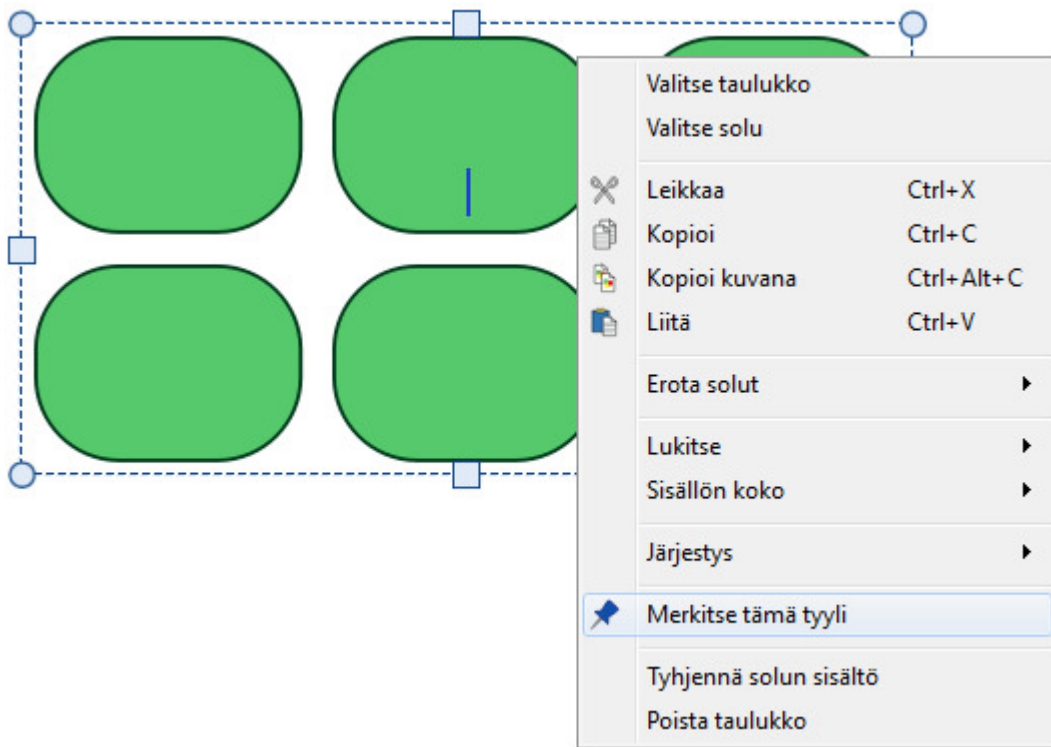 Valitse taulukko
Valitse solu
Leikkaa Ctrl+X
Kopioi Ctrl+C
Kopioi kuvana Ctrl+Alt+C
Liitä Ctrl+V
Erota solut
Lukitse
Sisällön koko
Järjestys
Merkitse tämä tyyli
Tyhjennä solun sisältö
Poista taulukko